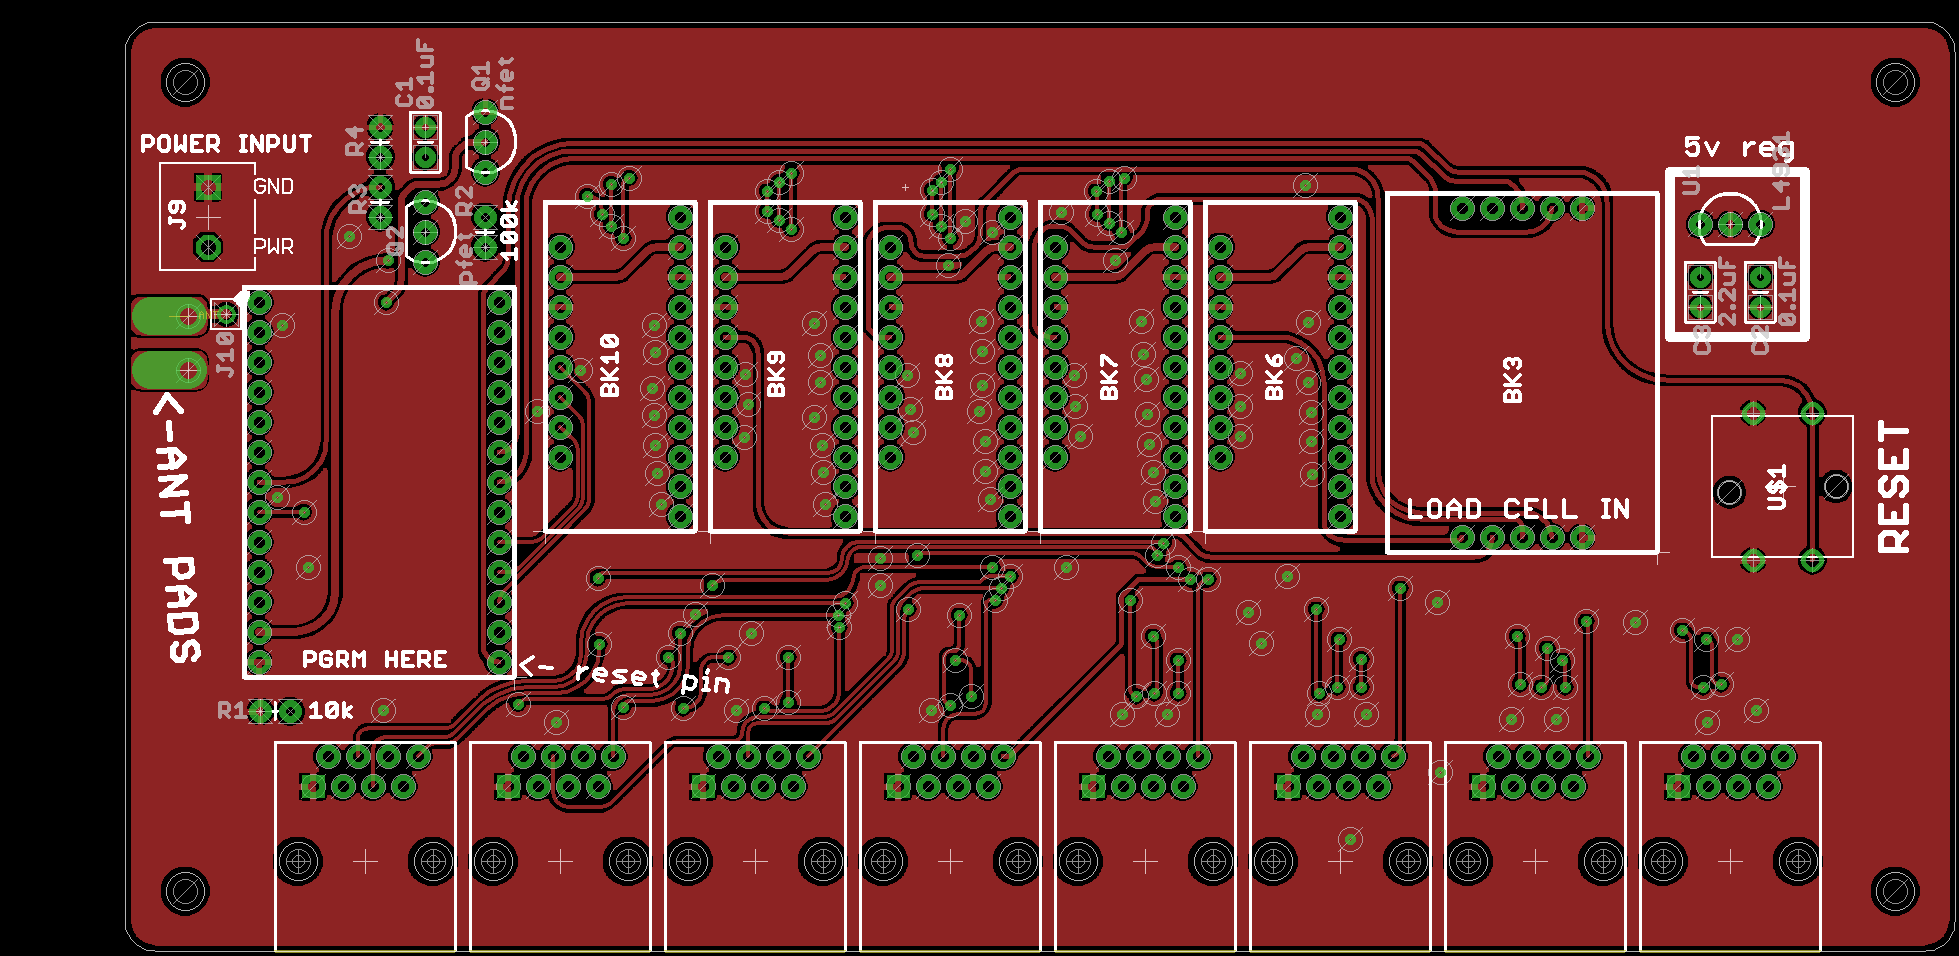 C1
0.1uF
Q1
nfet
R4
POWER INPUT
GND
J9
PWR
R3
R2
100k
Q2
pfet
5v reg
U1
2.2uF
0.1uF
C3
C2
J10
BK10
BK9
BK8
BK7
BK6
BK3
LOAD CELL IN
U$1
RESET
<-ANT PADS
PGRM HERE
<- reset pin
R1
10k